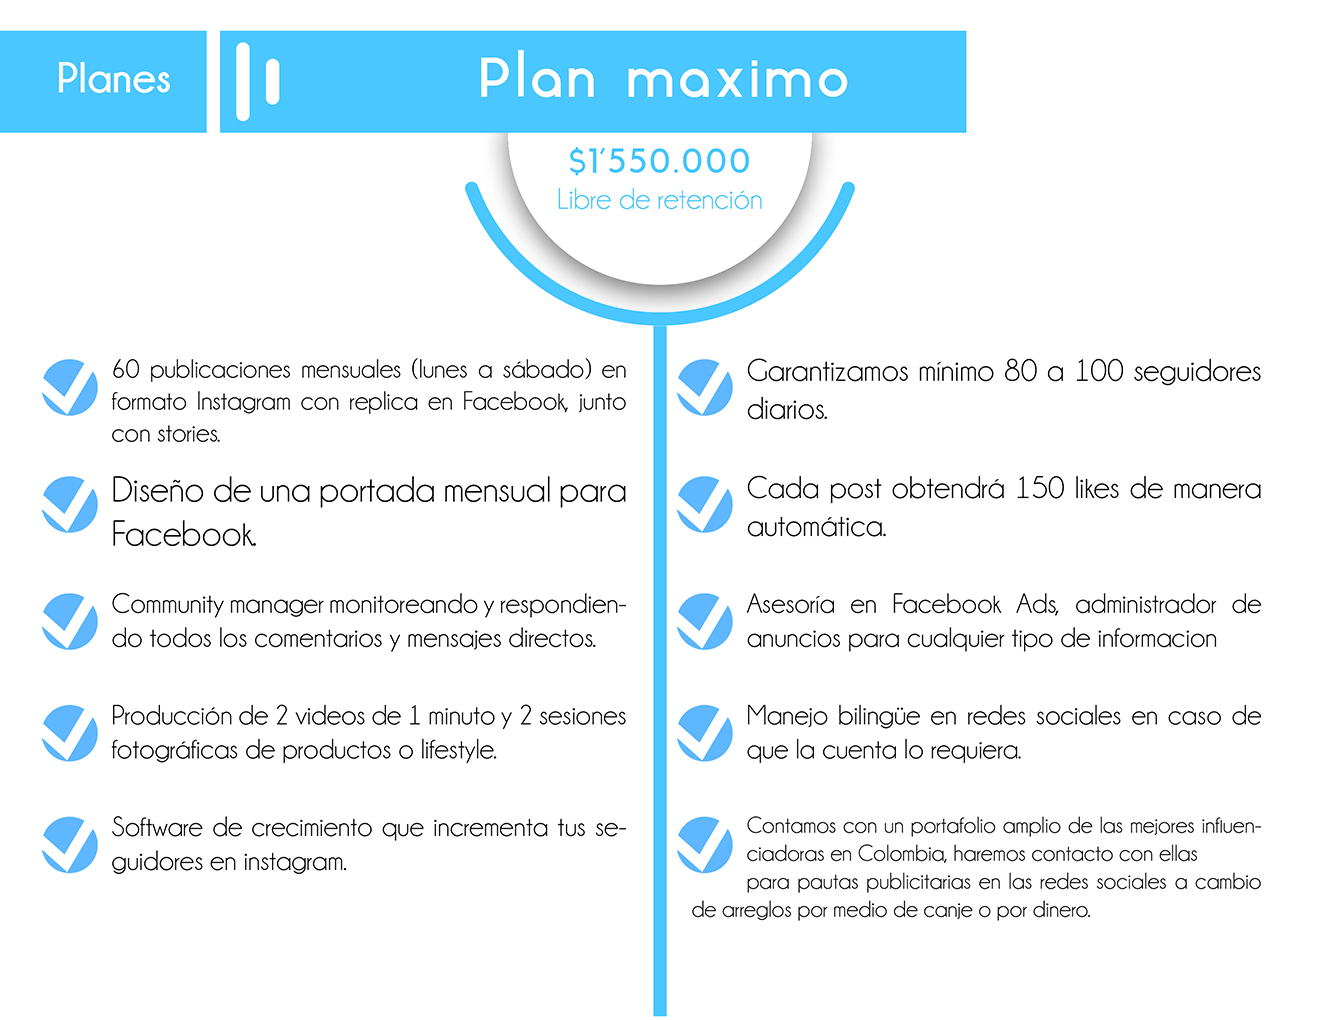 Planes
Plan maximo
$1'550.000
Libre de retención
60 publicaciones mensuales (lunes a sábado) en
formato Instagram con replica en Facebook, junto
con stories.
Diseño de una portada mensual para
Facebook.
Community manager monitoreando y respondien-
do todos los comentarios y mensajes directos.
Producción de 2 videos de 1 minuto y 2 sesiones
fotográficas de productos o lifestyle.
Software de crecimiento que incrementa tus se-
guidores en instagram.
Garantizamos mínimo 80 a 100 seguidores
diarios.
Cada post obtendrá 150 likes de manera
automática.
Asesoría en Facebook Ads, administrador de
anuncios para cualquier tipo de informacion
Manejo bilingüe en redes sociales en caso de
que la cuenta lo requiera.
Contamos con un portafolio amplio de las mejores influen-
ciadoras en Colombia, haremos contacto con ellas
para pautas publicitarias en las redes sociales a cambio
de arreglos por medio de canje o por dinero.